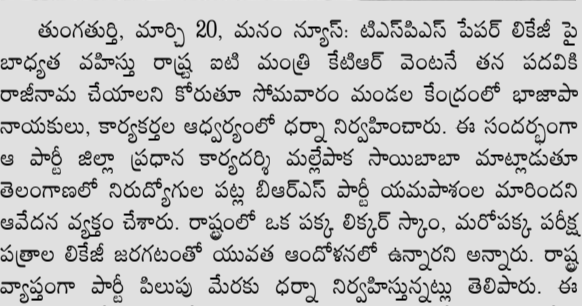 తుంగతుర్తి, మార్చి 20, మనం న్యూస్: టిఎస్‌పిఎస్ పేపర్ లికేజీ పై
బాధ్యత వహిస్తు రాష్ట్ర ఐటి మంత్రి కేటిఆర్ వెంటనే తన పదవికి
రాజీనామ చేయాలని కోరుతూ సోమవారం మండల కేంద్రంలో భాజాపా
నాయకులు, కార్యకర్తల ఆధ్వర్యంలో ధర్నా నిర్వహించారు. ఈ సందర్భంగా
ఆ పార్టీ జిల్లా ప్రధాన కార్యదర్శి మల్లేపాక సాయిబాబా మాట్లాడుతూ
తెలంగాణలో నిరుద్యోగుల పట్ల బిఆర్ఎస్ పార్టీ యమపాశంల మారిందని
ఆవేదన వ్యక్తం చేశారు. రాష్ట్రంలో ఒక పక్క లిక్కర్ స్కాం, మరోపక్క పరీక్ష
పత్రాల లికేజీ జరగటంతో యువత ఆందోళనలో ఉన్నారని అన్నారు. రాష్ట్ర
వ్యాప్తంగా పార్టీ పిలుపు మేరకు ధర్నా నిర్వహిస్తున్నట్లు తెలిపారు. ఈ